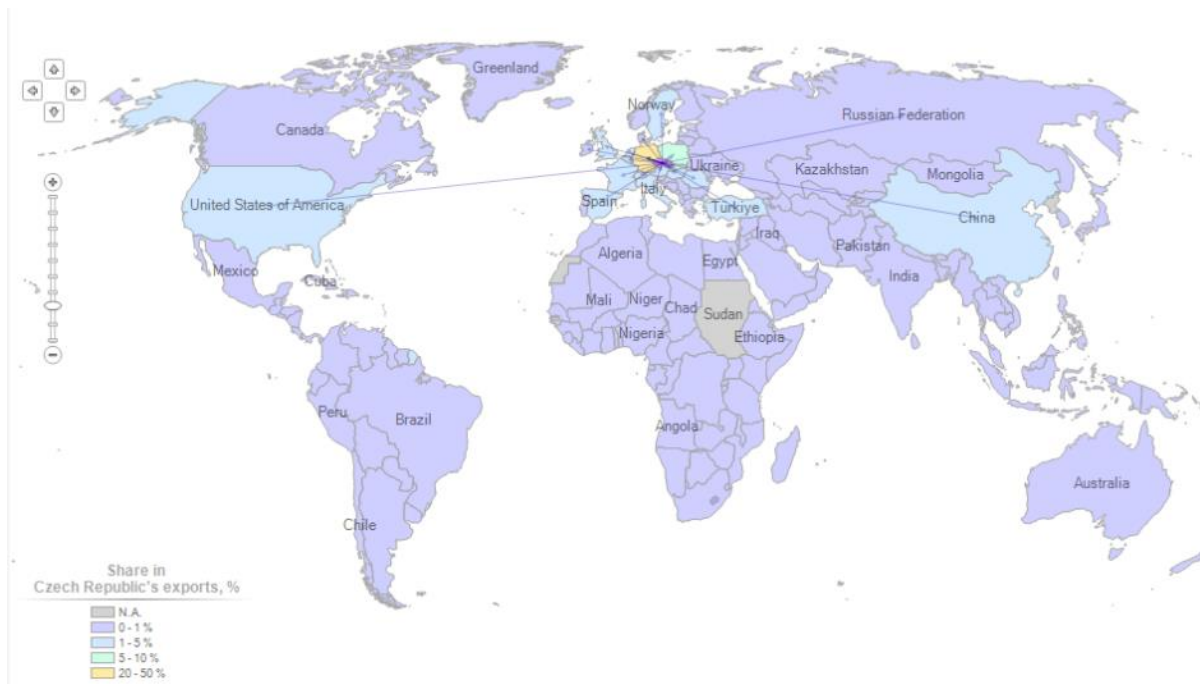 Greenland
Norway
Russian Federation
Canada
Ukraine
Kazakhstan
Mongolia
Italy
United States of America
Spain
Türkiye
China
Iraq
Pakistan
Algeria
Egypt
India
Mexico
Cuba
Mali
Niger
Chad
Sudan
Nigeria
Ethiopia
Peru
Brazil
Angola
Australia
Chile
Share in
Czech Republic's exports, %
N.A.
0 - 1 %
1 - 5 %
5 - 10 %
20 - 50 %